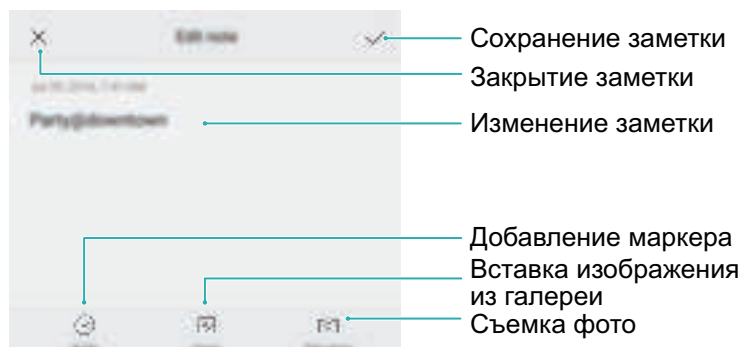 Edit note
Сохранение заметки
Закрытие заметки
Party@downtown
Изменение заметки
Добавление маркера
Вставка изображения
из галереи
Съемка фото